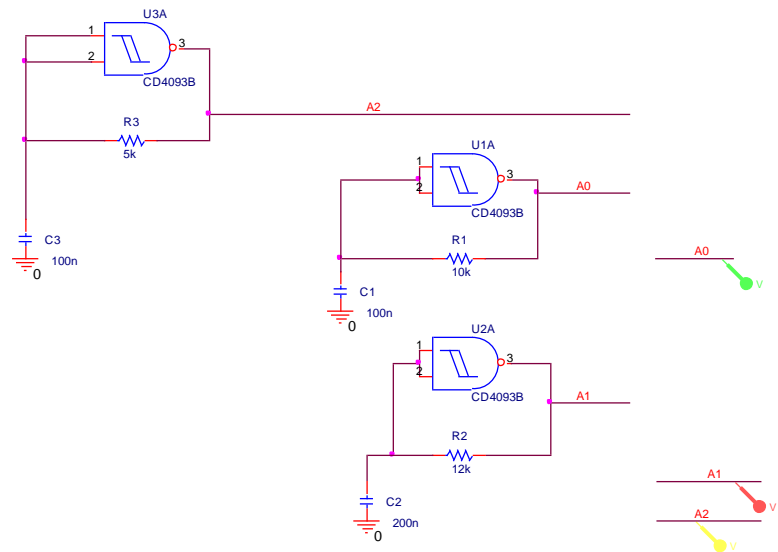 U3A
1
2
3
CD4093B
R3
5k
C3
100n
0
A2
U1A
1
2
3
CD4093B
A0
R1
10k
C1
100n
0
A0
V
U2A
1
2
3
CD4093B
A1
R2
12k
C2
200n
0
A1
V
A2
V